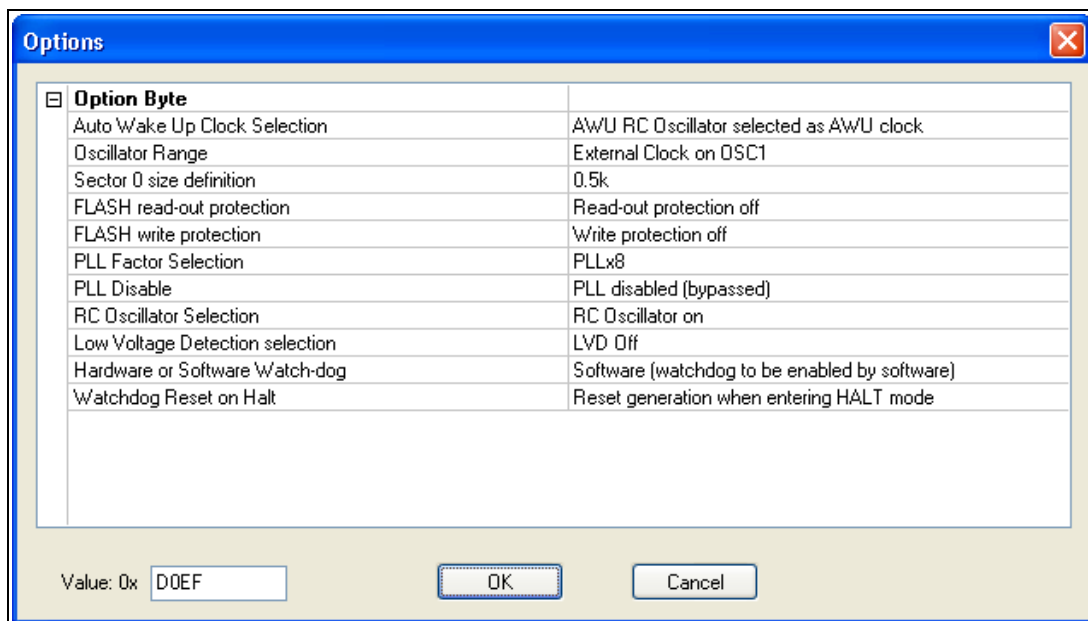 Options
Option Byte
Auto Wake Up Clock Selection AWU RC Oscillator selected as AWU clock
Oscillator Range External Clock on OSC1
Sector 0 size definition 0.5k
FLASH read-out protection Read-out protection off
FLASH write protection Write protection off
PLL Factor Selection PLLx8
PLL Disable PLL disabled (bypassed)
RC Oscillator Selection RC Oscillator on
Low Voltage Detection selection LVD Off
Hardware or Software Watch-dog Software (watchdog to be enabled by software)
Watchdog Reset on Halt Reset generation when entering HALT mode
Value: 0x D0EF OK Cancel